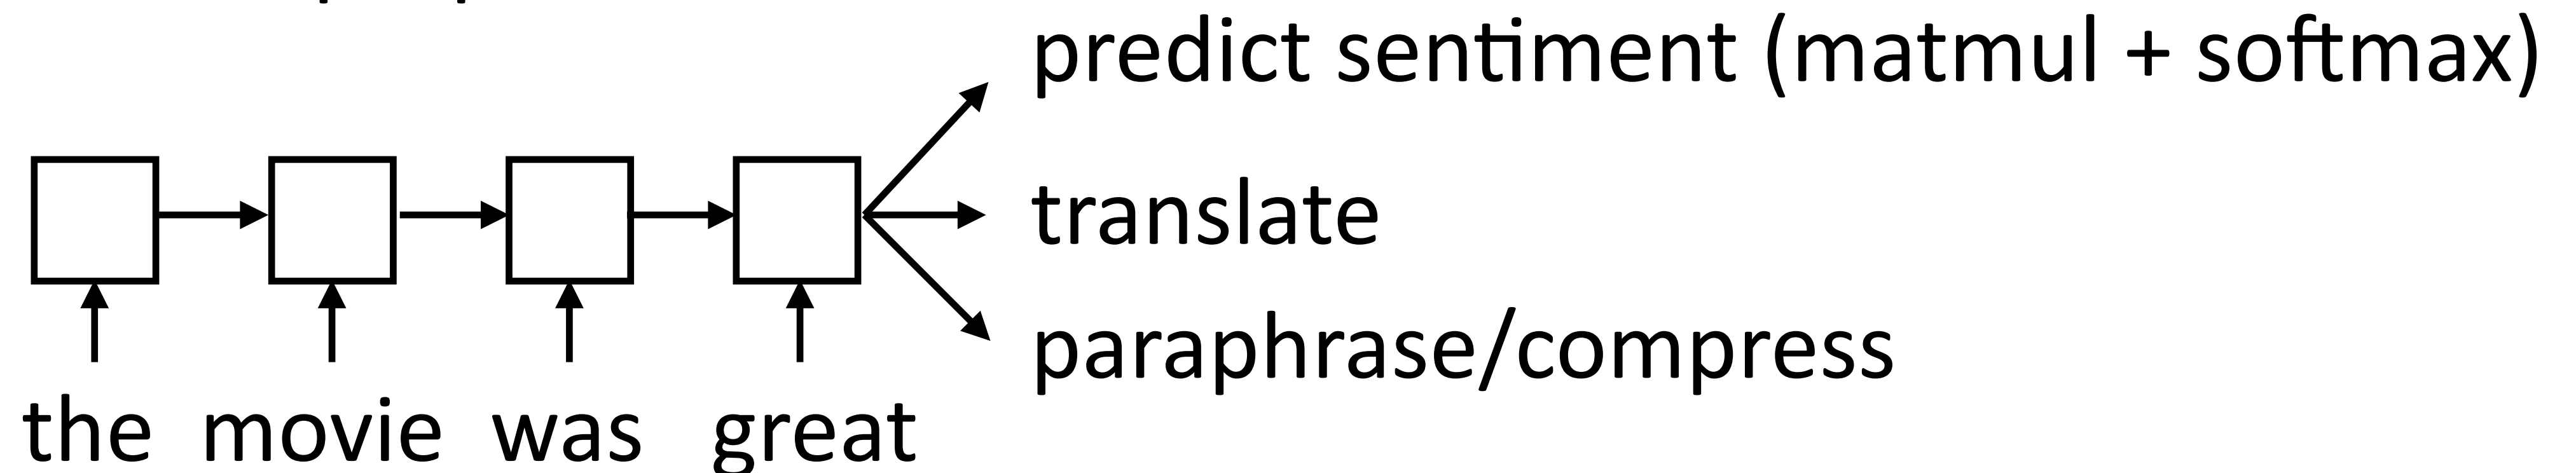 predict sentiment (matmul + softmax)
translate
paraphrase/compress
the movie was great